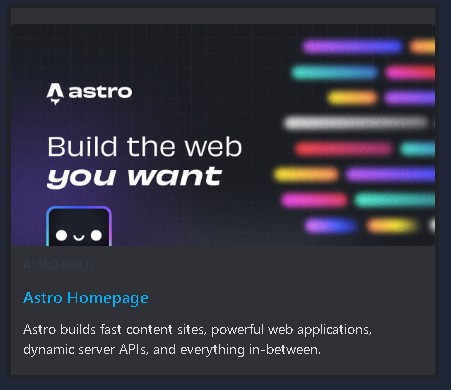 astro
Build the web
you want
ASTRO.BUILD
Astro Homepage
Astro builds fast content sites, powerful web applications,
dynamic server APIs, and everything in-between.